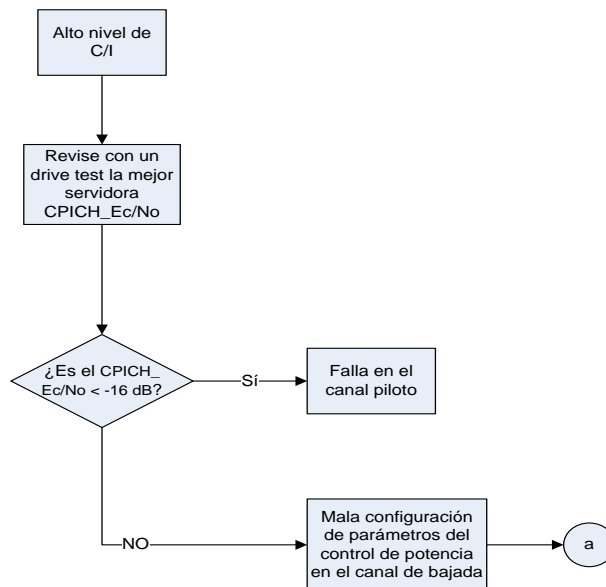 Alto nivel de
C/I
Revise con un
drive test la mejor
servidora
CPICH_Ec/No
¿Es el CPICH_
Ec/No < -16 dB?
Sí
Falla en el
canal piloto
NO
Mala configuración
de parámetros del
control de potencia
en el canal de bajada
a